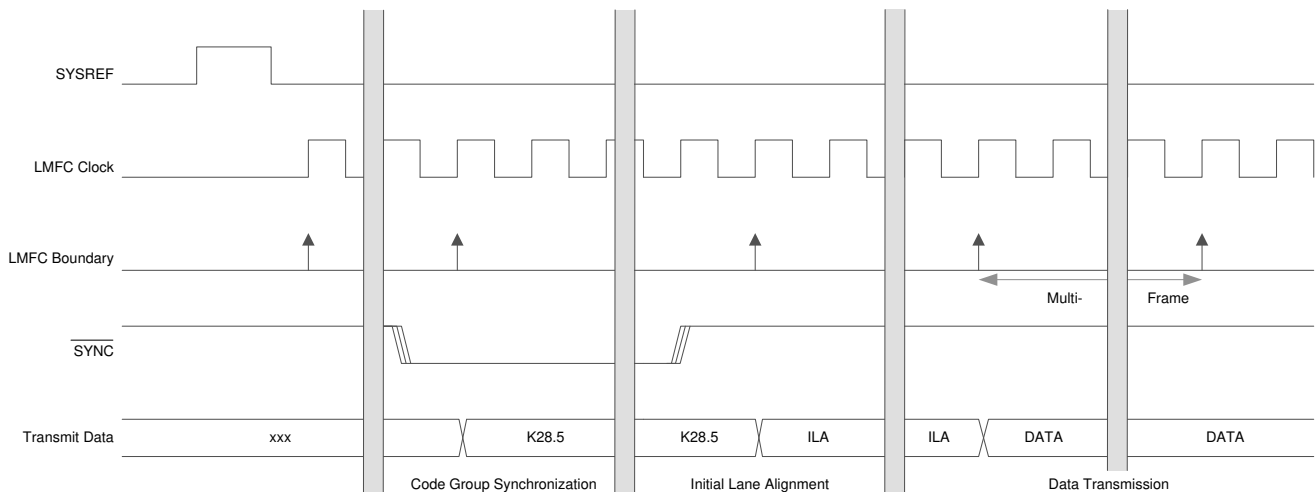 SYSREF
LMFC Clock
LMFC Boundary
Multi- Frame
SYNC
Transmit Data xxx K28.5 K28.5 ILA ILA DATA DATA
Code Group Synchronization Initial Lane Alignment Data Transmission